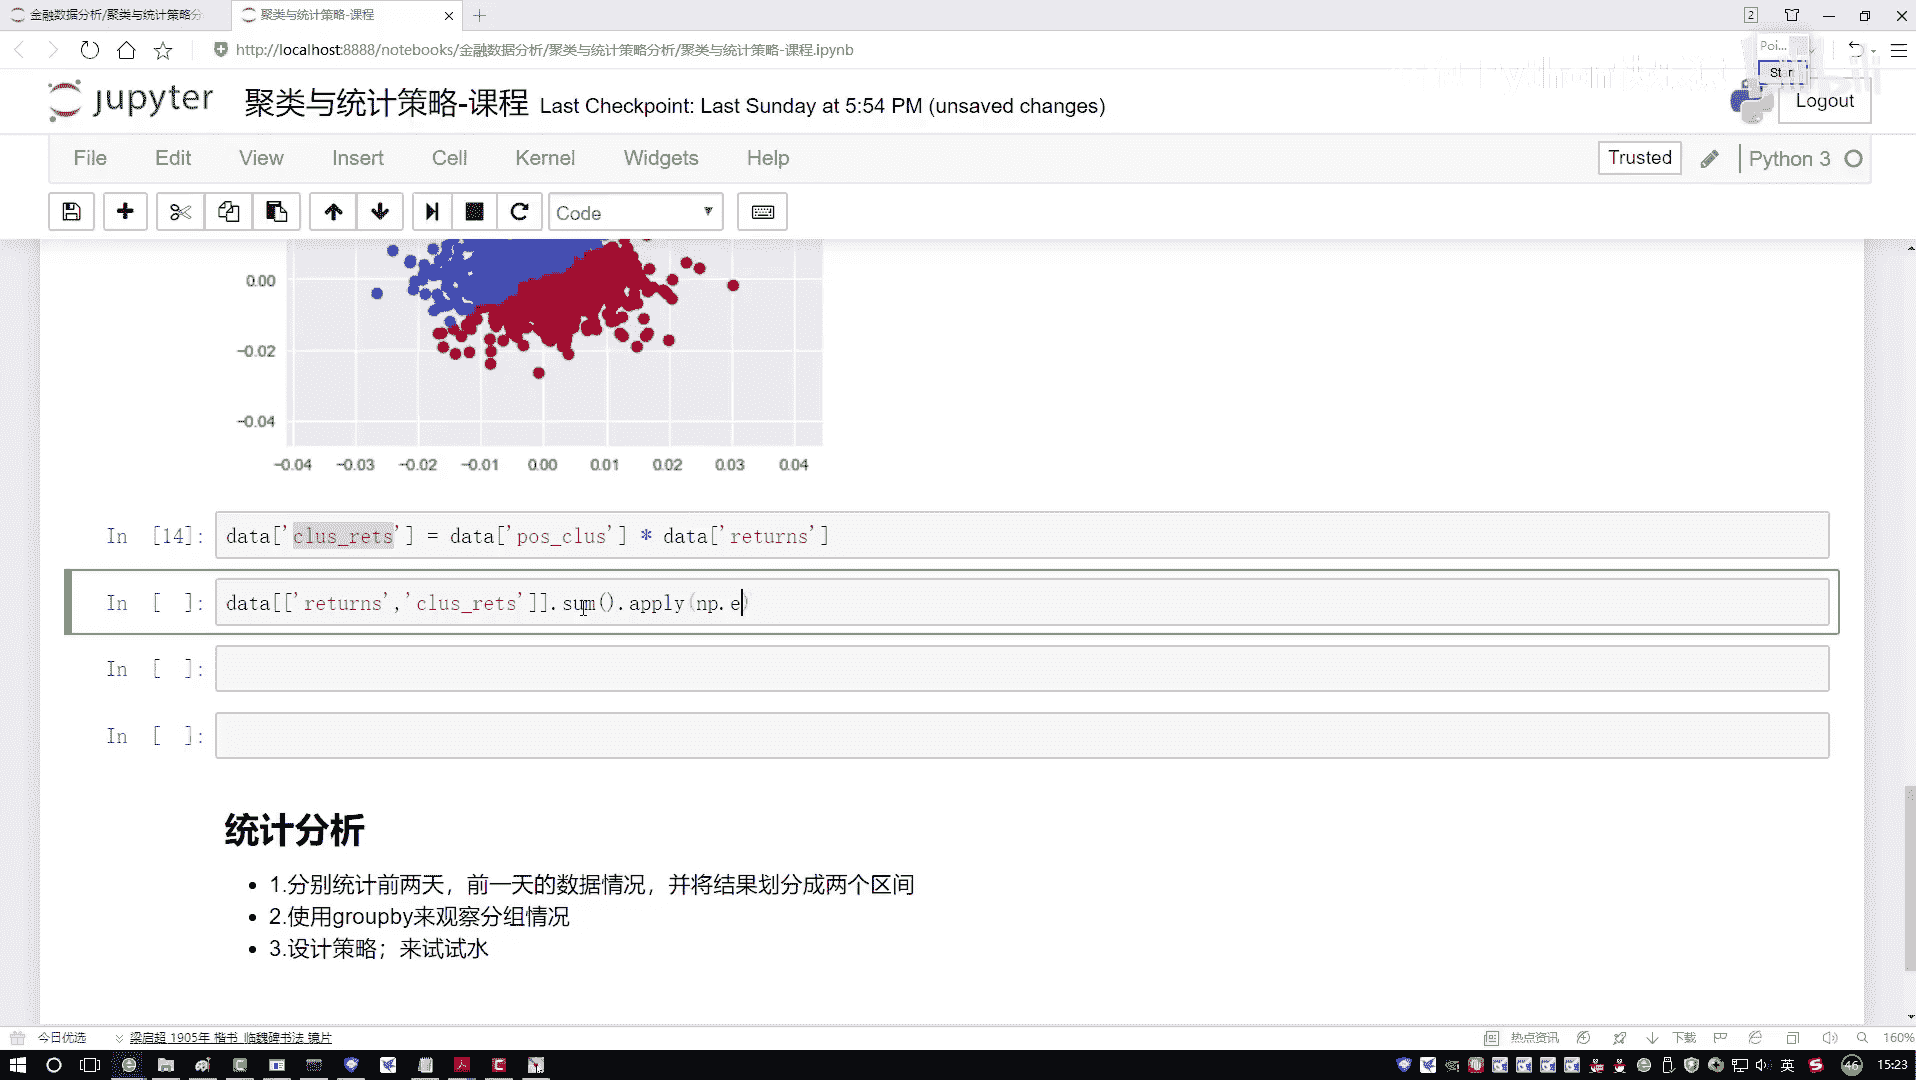 金融数据分析/聚类与统计策略分
聚类与统计策略-课程
2
http://localhost:8888/notebooks/金融数据分析/聚类与统计策略分析/聚类与统计策略-课程.ipynb
Poi...
jupyter 聚类与统计策略-课程 Last Checkpoint: Last Sunday at 5:54 PM (unsaved changes)
Logout
File Edit View Insert Cell Kernel Widgets Help
Trusted Python 3
Code
0.00
-0.02
-0.04
-0.04 -0.03 -0.02 -0.01 0.00 0.01 0.02 0.03 0.04
In [14]: data['clus_rets'] = data['pos_clus'] * data['returns']
In [ ]: data[['returns','clus_rets']].sum().apply(np.e)
In [ ]:
In [ ]:
统计分析
• 1.分别统计前两天，前一天的数据情况，并将结果划分成两个区间
• 2.使用groupby来观察分组情况
• 3.设计策略；来试试水
今日优选 梁启超 1905年 楷书 临魏碑书法 镜片
热点资讯 下载 160%
英 46 15:23